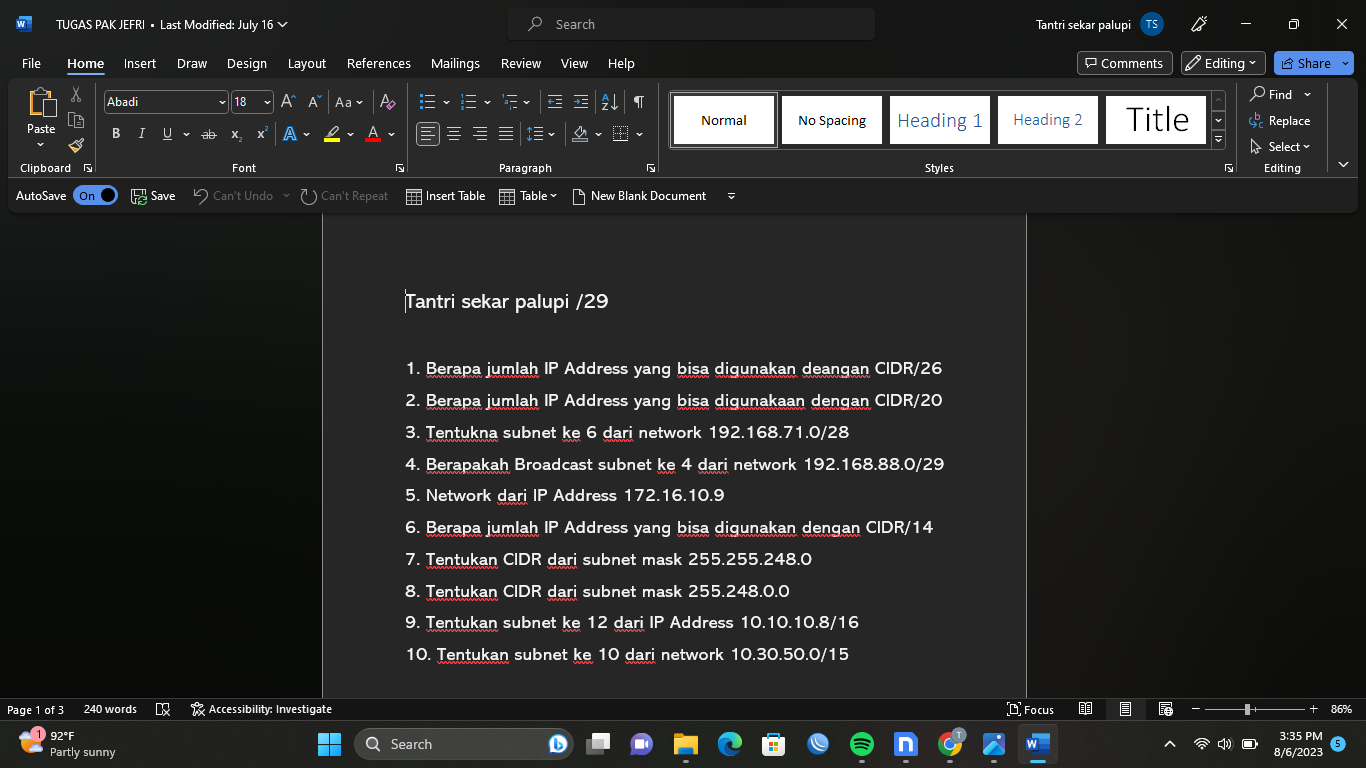 TUGAS PAK JEFRI • Last Modified: July 16
Search
Tantri sekar palupi
TS
File Home Insert Draw Design Layout References Mailings Review View Help
Comments
Editing
Share
Paste
Clipboard
Abadi
18
Aa
B I U ab x₂ x² A A
Font
Paragraph
Normal
No Spacing
Heading 1
Heading 2
Title
Styles
Find
Replace
Select
Editing
AutoSave On Save Can't Undo Can't Repeat Insert Table Table New Blank Document
Tantri sekar palupi /29
1. Berapa jumlah IP Address yang bisa digunakan deangan CIDR/26
2. Berapa jumlah IP Address yang bisa digunakaan dengan CIDR/20
3. Tentukna subnet ke 6 dari network 192.168.71.0/28
4. Berapakah Broadcast subnet ke 4 dari network 192.168.88.0/29
5. Network dari IP Address 172.16.10.9
6. Berapa jumlah IP Address yang bisa digunakan dengan CIDR/14
7. Tentukan CIDR dari subnet mask 255.255.248.0
8. Tentukan CIDR dari subnet mask 255.248.0.0
9. Tentukan subnet ke 12 dari IP Address 10.10.10.8/16
10. Tentukan subnet ke 10 dari network 10.30.50.0/15
Page 1 of 3 240 words Accessibility: Investigate
Focus
86%
1
92°F
Partly sunny
Search
T
3:35 PM
8/6/2023
5